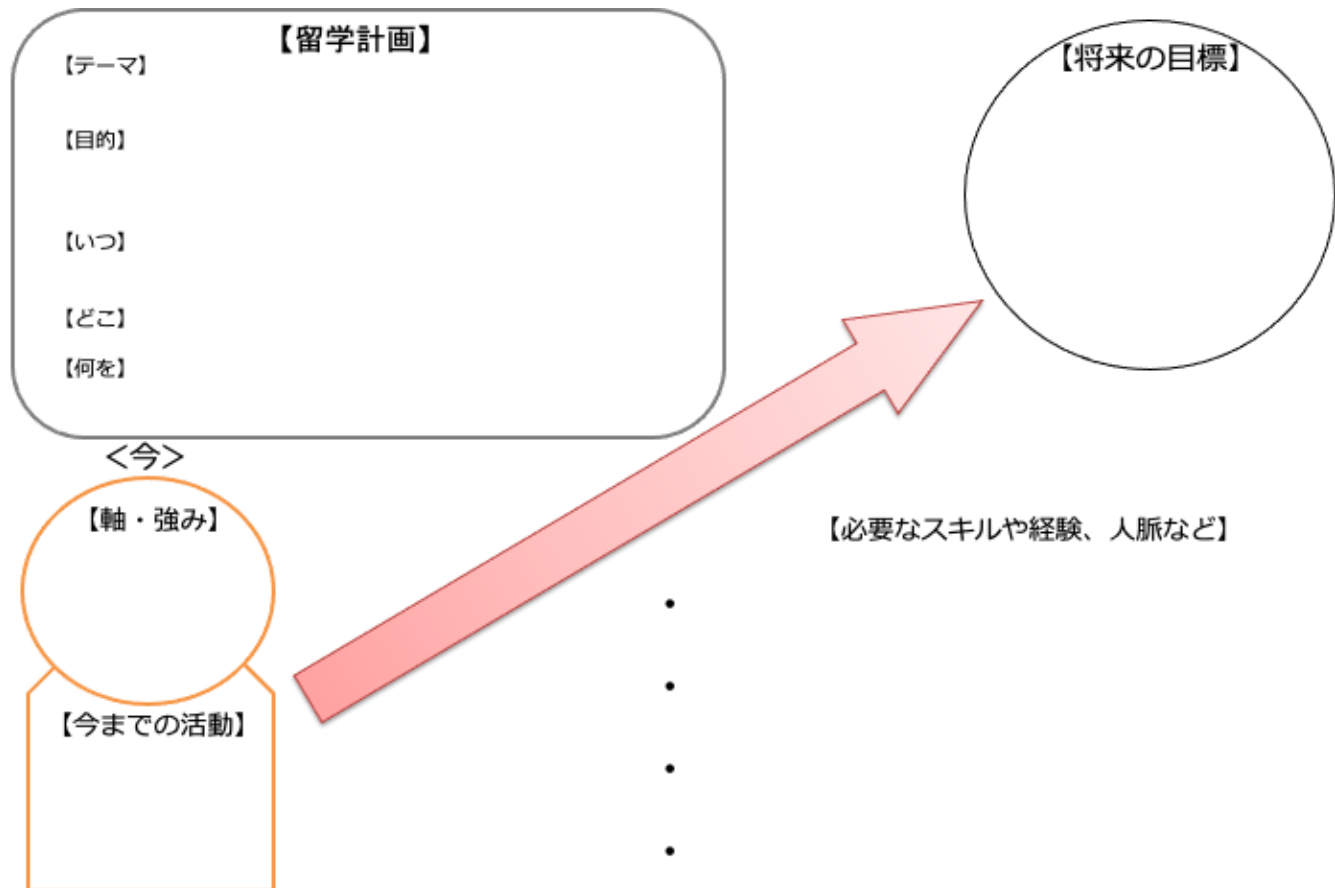 【留学計画】
【テーマ】
【目的】
【いつ】
【どこ】
【何を】
【将来の目標】
＜今＞
【軸・強み】
【今までの活動】
【必要なスキルや経験、人脈など】
•
•
•
•